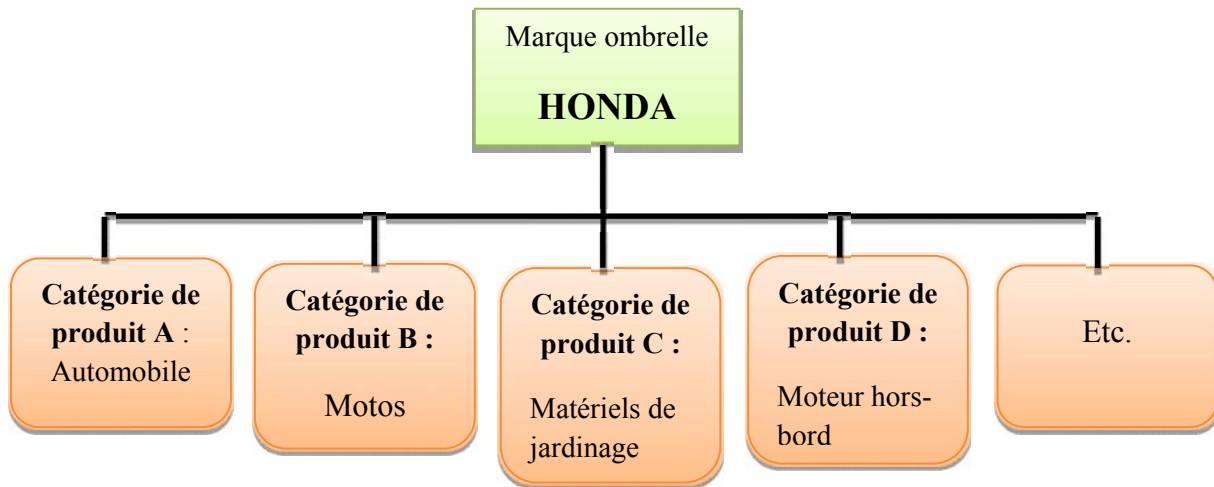 Marque ombrelle
HONDA
Catégorie de
produit A :
Automobile
Catégorie de
produit B :
Motos
Catégorie de
produit C :
Matériels de
jardinage
Catégorie de
produit D :
Moteur hors-
bord
Etc.